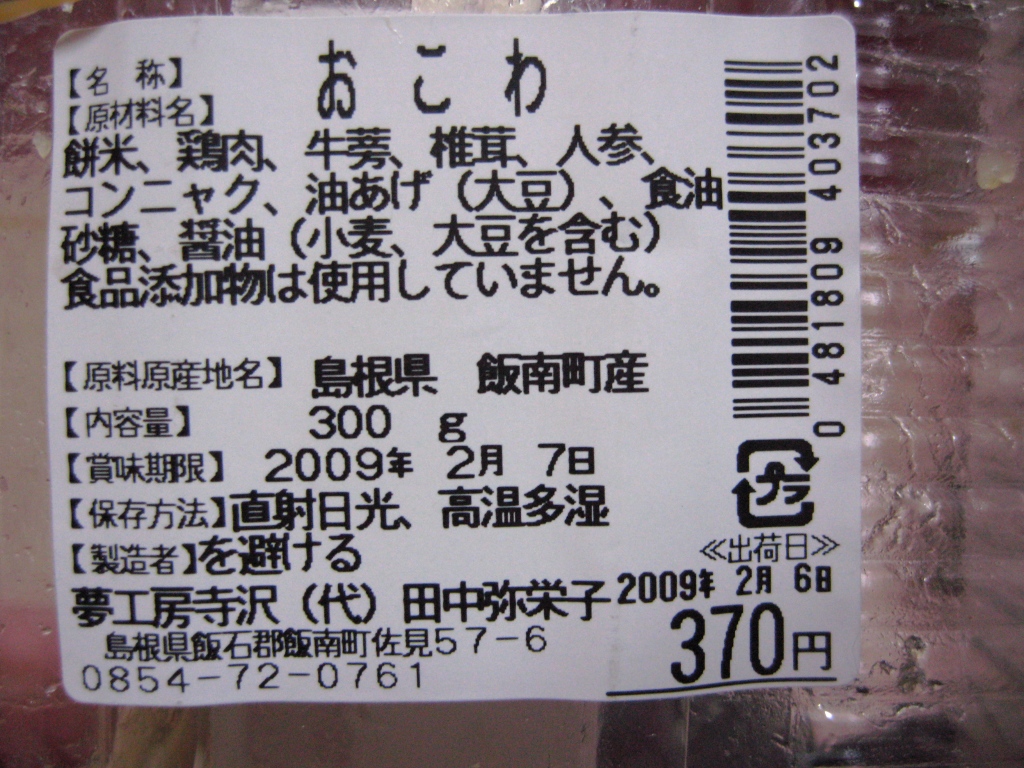 【名 称】 おこわ
【原材料名】
餅米、鶏肉、牛蒡、椎茸、人参、
コンニャク、油あげ（大豆）、食油
砂糖、醤油（小麦、大豆を含む）
食品添加物は使用していません。
【原料原産地名】 島根県 飯南町産
【内容量】 300 g
【賞味期限】 2009年 2月 7日
【保存方法】直射日光、高温多湿
【製造者】を避ける
夢工房寺沢（代）田中弥栄子
島根県飯石郡飯南町佐見57-6
0854-72-0761
0 481809 403702
プラ
≪出荷日≫
2009年 2月 6日
370円